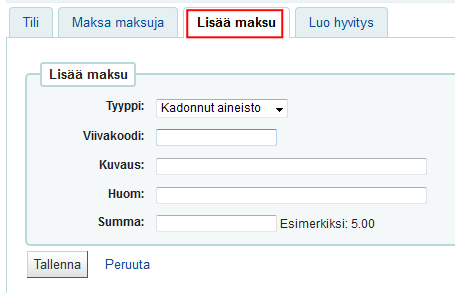 Tili Maksa maksuja Lisää maksu Luo hyvitys
Lisää maksu
Tyyppi: Kadonnut aineisto
Viivakoodi:
Kuvaus:
Huom:
Summa: Esimerkiksi: 5.00
Tallenna Peruuta